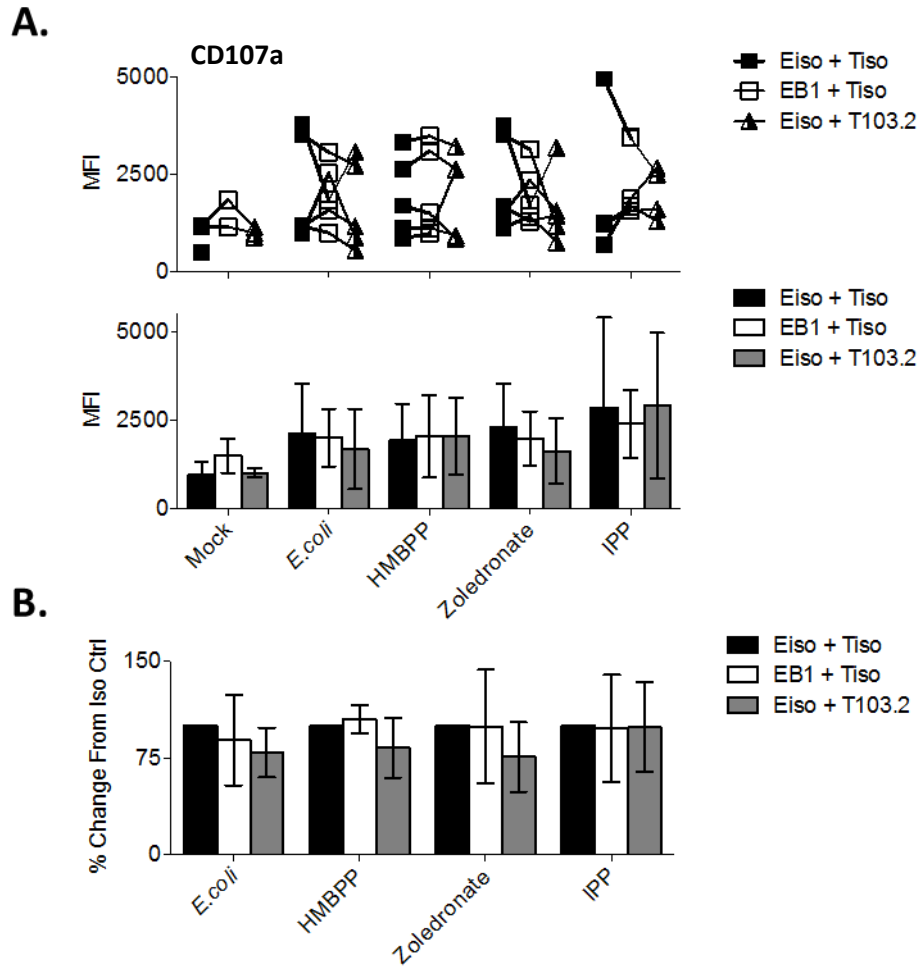 A.
CD107a
5000
2500
0
MFI
Eiso + Tiso
EB1 + Tiso
Eiso + T103.2
5000
2500
0
MFI
Mock
E.coli
HMBPP
Zoledronate
IPP
Eiso + Tiso
EB1 + Tiso
Eiso + T103.2
B.
150
75
0
% Change From Iso Ctrl
E.coli
HMBPP
Zoledronate
IPP
Eiso + Tiso
EB1 + Tiso
Eiso + T103.2